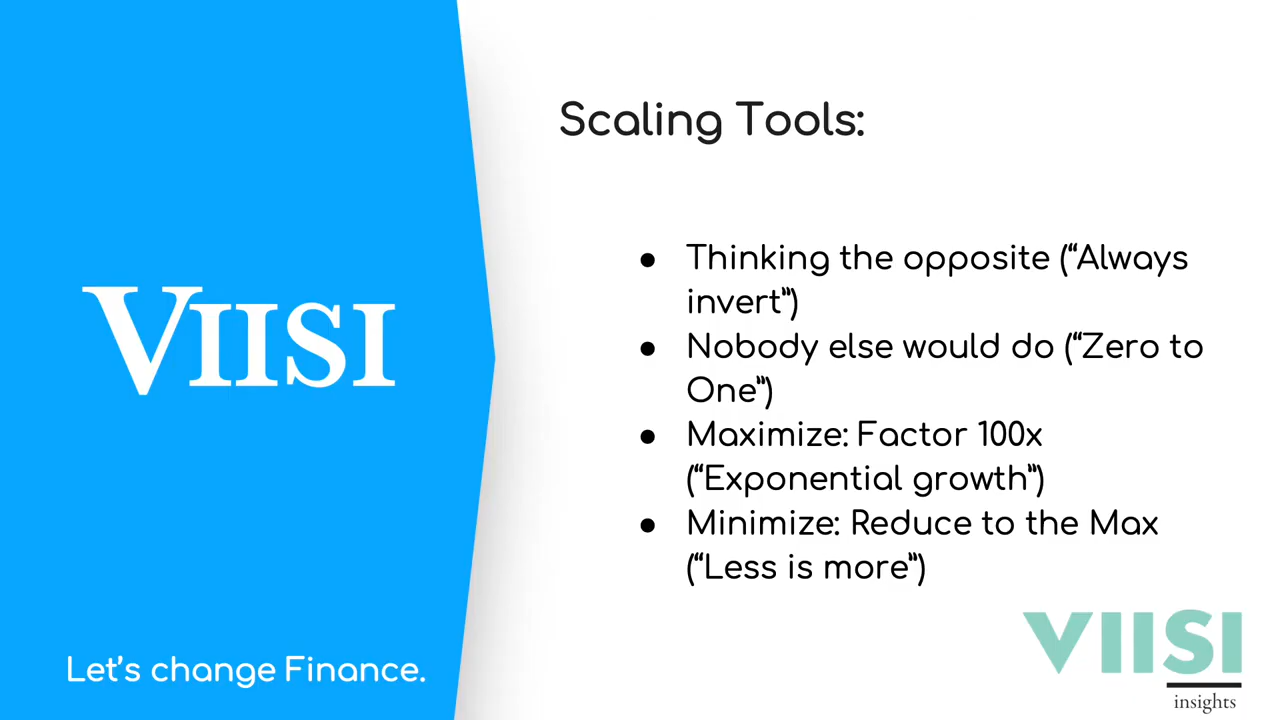 Scaling Tools:
● Thinking the opposite (“Always
invert”)
● Nobody else would do (“Zero to
One”)
● Maximize: Factor 100x
(“Exponential growth”)
● Minimize: Reduce to the Max
(“Less is more”)
VIISI
Let’s change Finance.
VIISI
insights